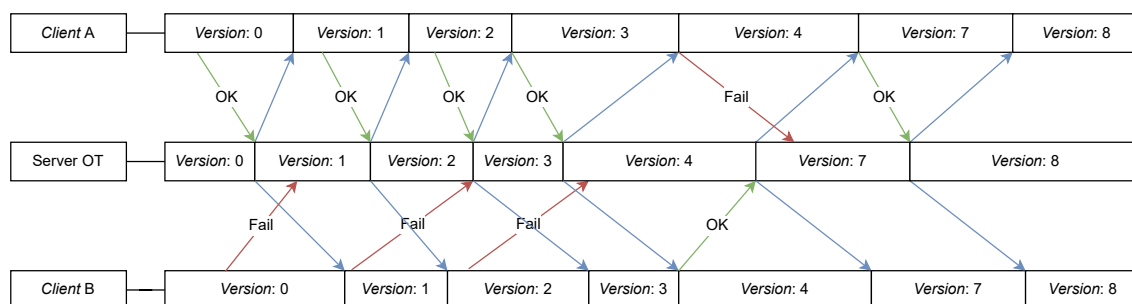 Client A Version: 0 Version: 1 Version: 2 Version: 3 Version: 4 Version: 7 Version: 8
OK OK OK OK Fail OK
Server OT Version: 0 Version: 1 Version: 2 Version: 3 Version: 4 Version: 7 Version: 8
Fail Fail Fail OK
Client B Version: 0 Version: 1 Version: 2 Version: 3 Version: 4 Version: 7 Version: 8